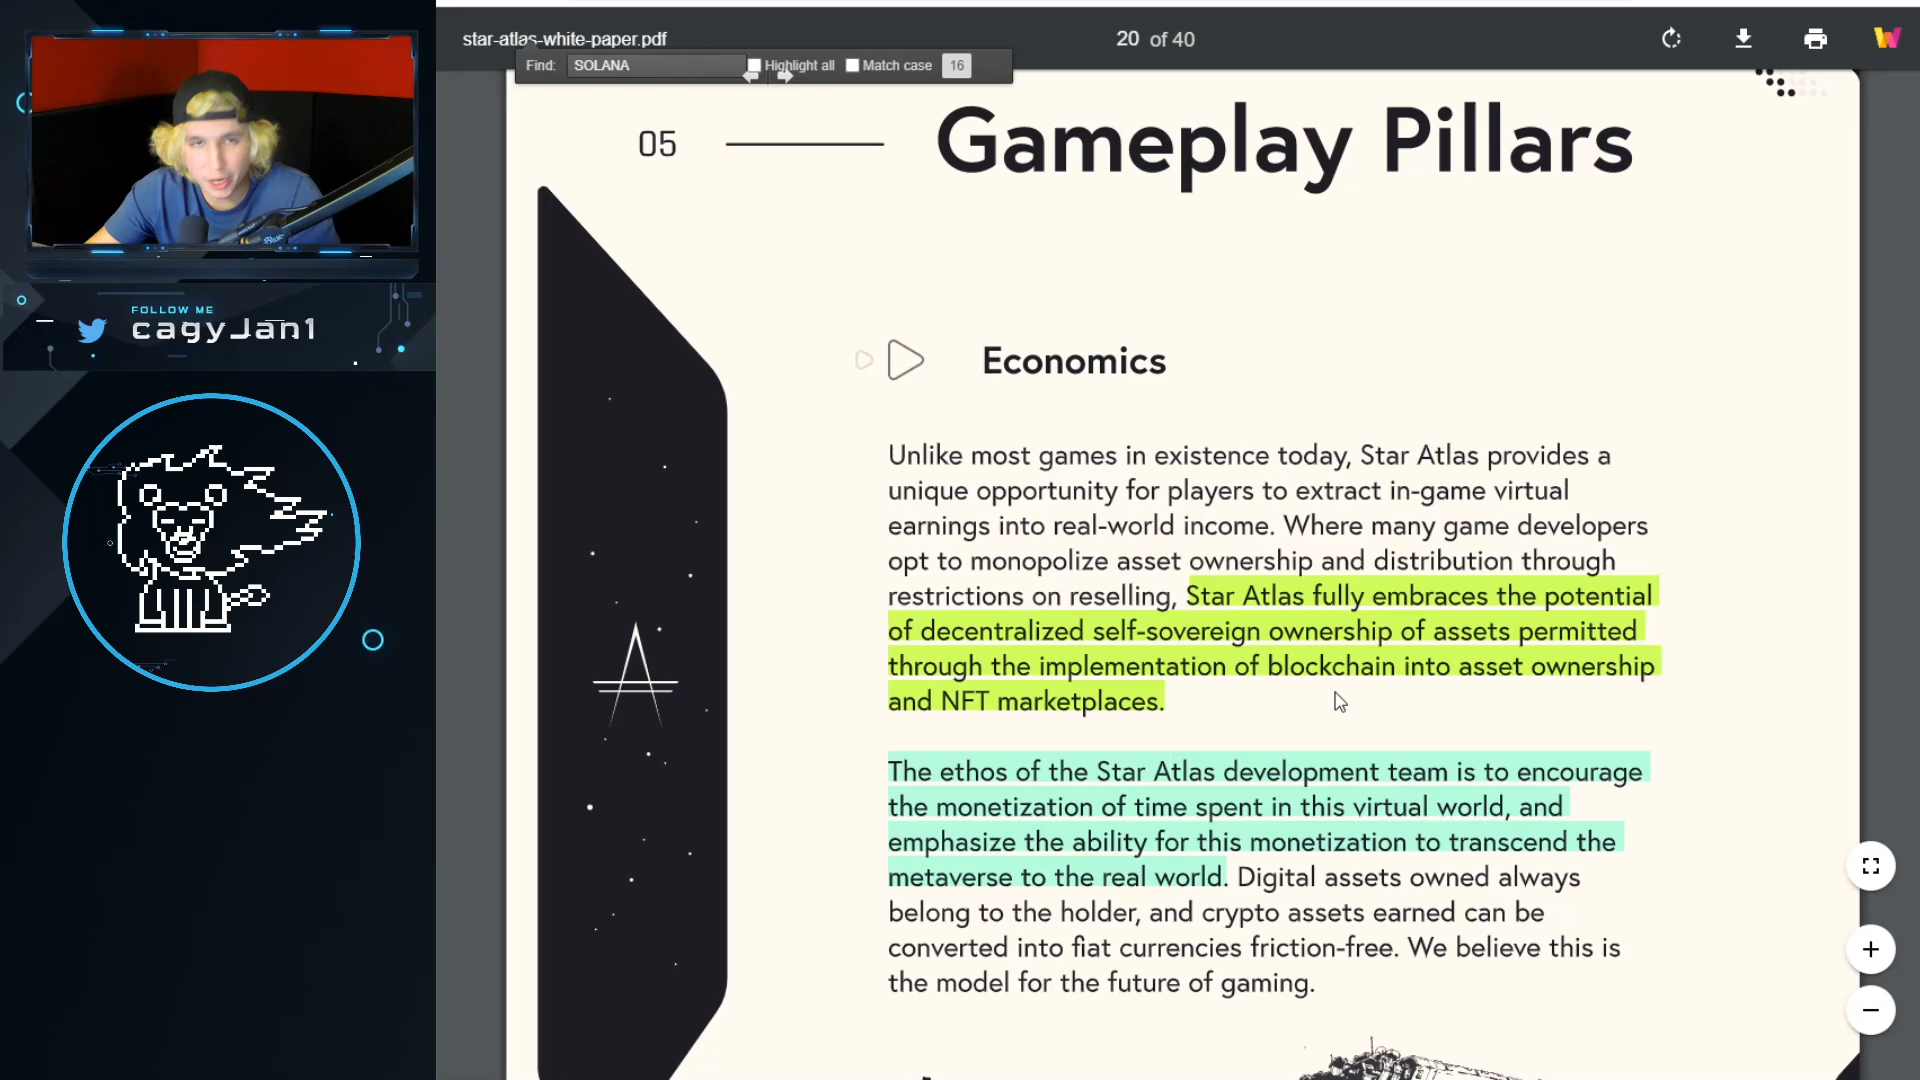 star-atlas-white-paper.pdf
20 of 40
Find: SOLANA Highlight all Match case 16
05 Gameplay Pillars
FOLLOW ME
cagyJan1
Economics
Unlike most games in existence today, Star Atlas provides a
unique opportunity for players to extract in-game virtual
earnings into real-world income. Where many game developers
opt to monopolize asset ownership and distribution through
restrictions on reselling, Star Atlas fully embraces the potential
of decentralized self-sovereign ownership of assets permitted
through the implementation of blockchain into asset ownership
and NFT marketplaces.
The ethos of the Star Atlas development team is to encourage
the monetization of time spent in this virtual world, and
emphasize the ability for this monetization to transcend the
metaverse to the real world. Digital assets owned always
belong to the holder, and crypto assets earned can be
converted into fiat currencies friction-free. We believe this is
the model for the future of gaming.